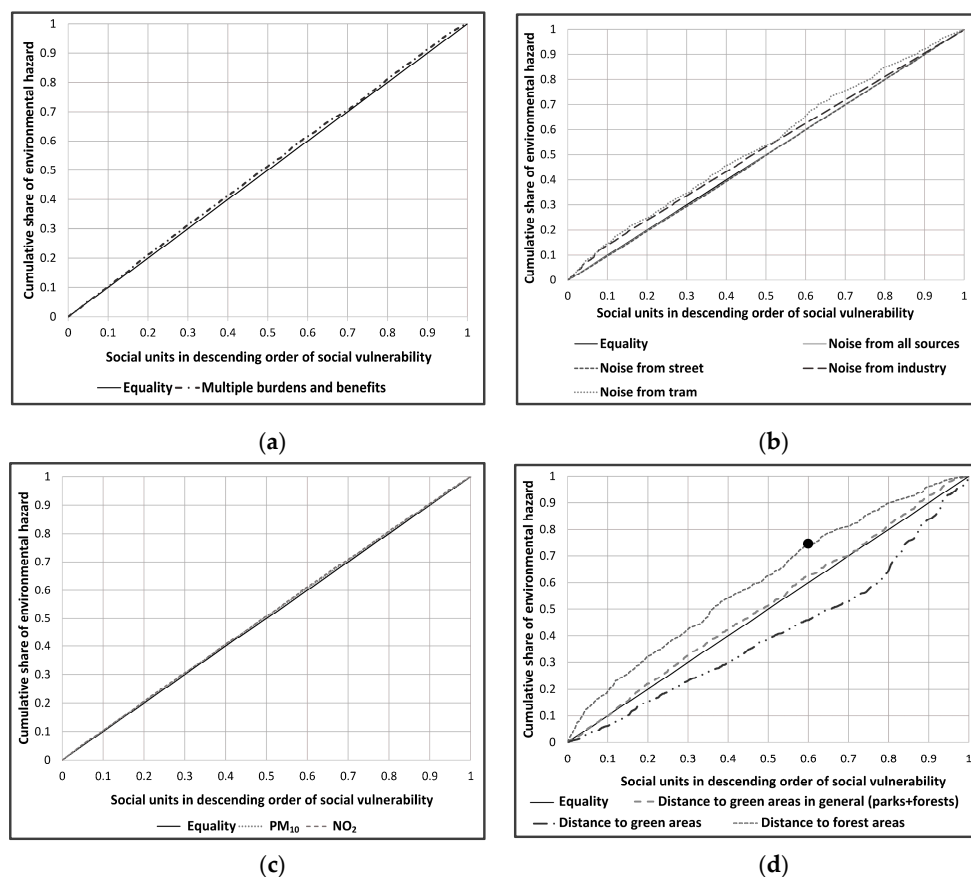 1
0.9
0.8
0.7
0.6
0.5
0.4
0.3
0.2
0.1
0
Cumulative share of environmental hazard
0 0.1 0.2 0.3 0.4 0.5 0.6 0.7 0.8 0.9 1
Social units in descending order of social vulnerability
Equality Multiple burdens and benefits
(a)
1
0.9
0.8
0.7
0.6
0.5
0.4
0.3
0.2
0.1
0
Cumulative share of environmental hazard
0 0.1 0.2 0.3 0.4 0.5 0.6 0.7 0.8 0.9 1
Social units in descending order of social vulnerability
Equality Noise from all sources
Noise from street Noise from industry
Noise from tram
(b)
1
0.9
0.8
0.7
0.6
0.5
0.4
0.3
0.2
0.1
0
Cumulative share of environmental hazard
0 0.1 0.2 0.3 0.4 0.5 0.6 0.7 0.8 0.9 1
Social units in descending order of social vulnerability
Equality PM₁₀ NO₂
(c)
1
0.9
0.8
0.7
0.6
0.5
0.4
0.3
0.2
0.1
0
Cumulative share of environmental hazard
0 0.1 0.2 0.3 0.4 0.5 0.6 0.7 0.8 0.9 1
Social units in descending order of social vulnerability
Equality Distance to green areas in general (parks+forests)
Distance to green areas Distance to forest areas
(d)